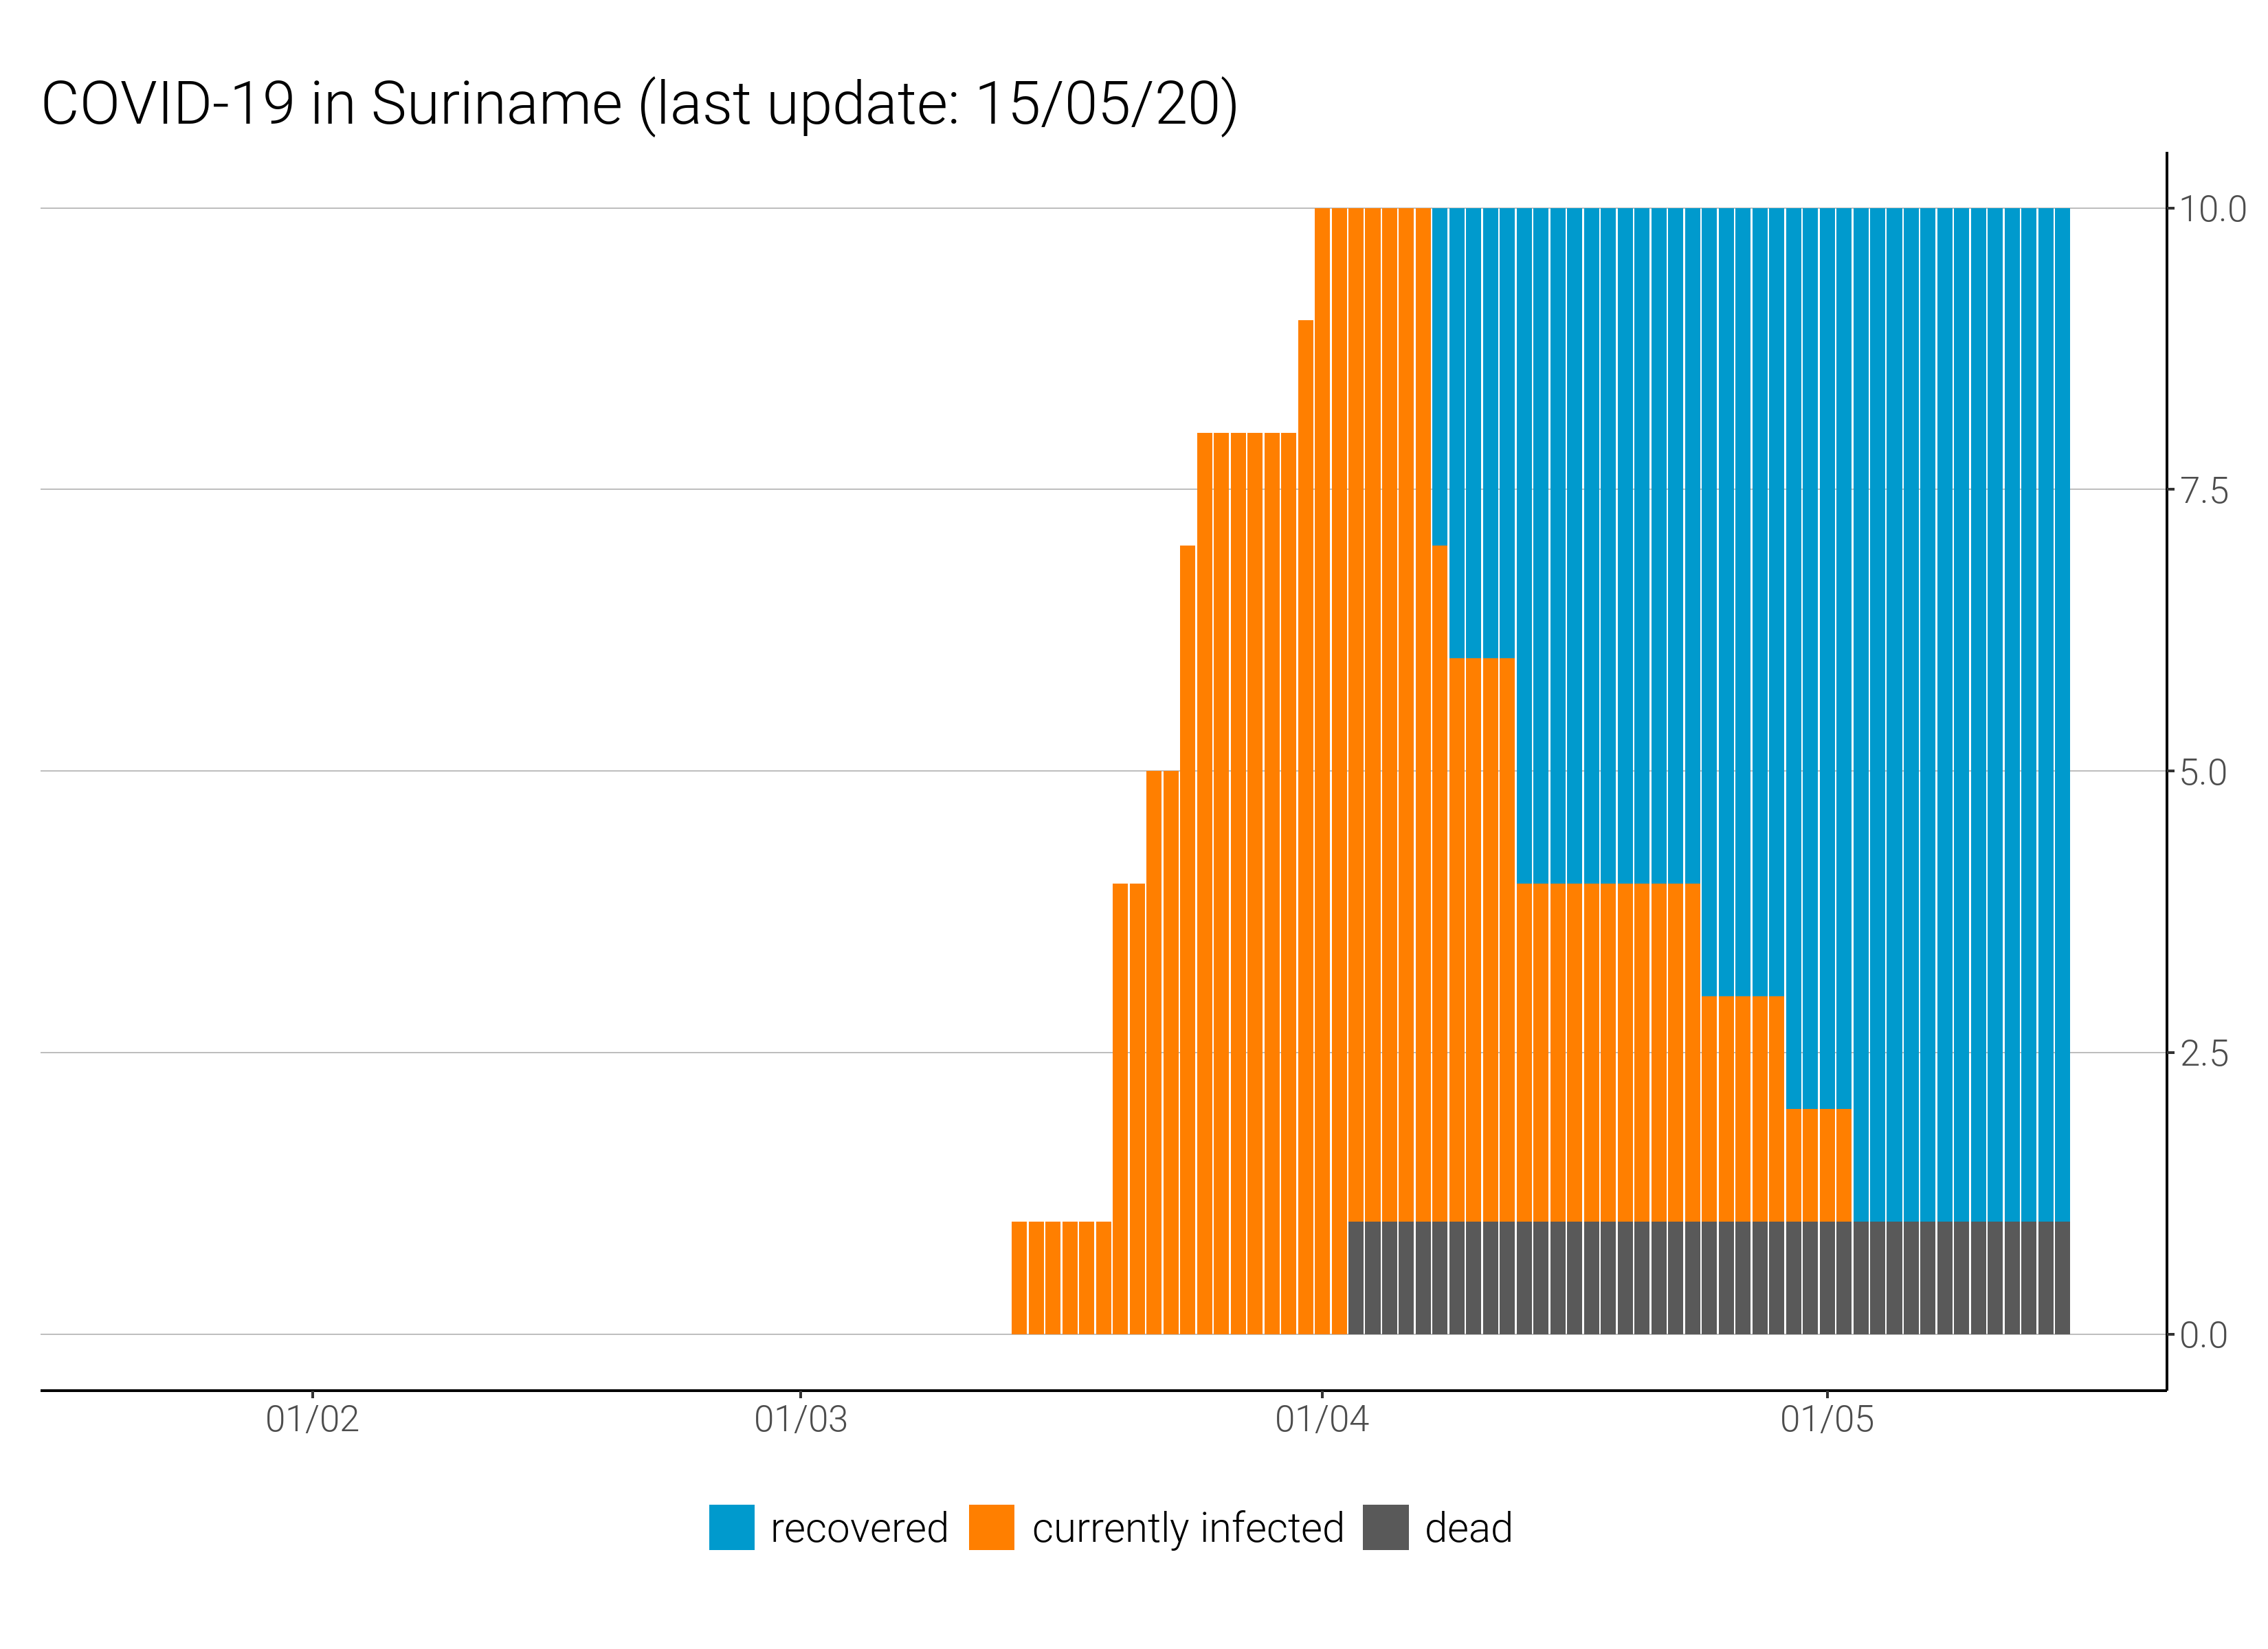 COVID-19 in Suriname (last update: 15/05/20)
10.0
7.5
5.0
2.5
0.0
01/02 01/03 01/04 01/05
recovered currently infected dead